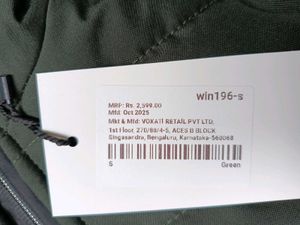 win196-s
MRP: Rs. 2,599.00
Mfd: Oct 2025
Mkt & Mfd: VOXATI RETAIL PVT LTD,
1st Floor, 270/88/4-5, ACES B BLOCK
Singasandra, Bengaluru, Karnataka-560068
S Green